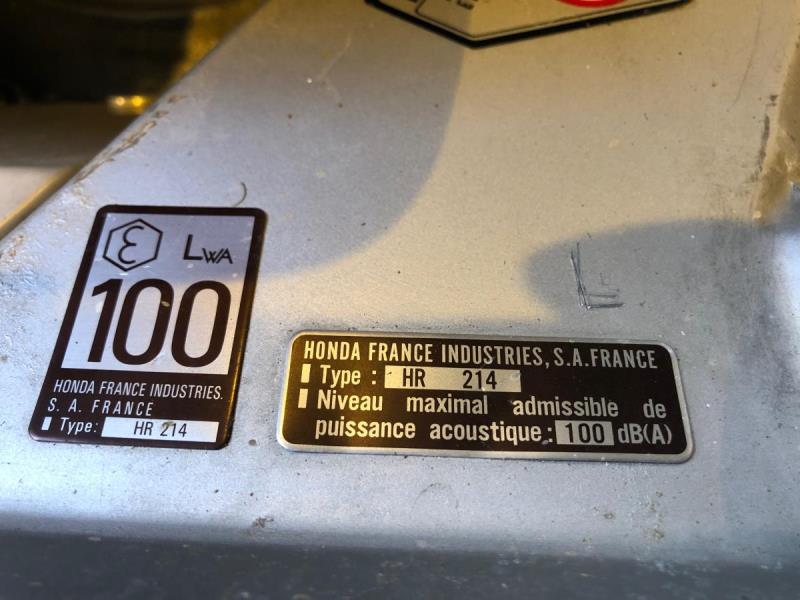 ε LWA
100
HONDA FRANCE INDUSTRIES.
S. A. FRANCE
Type: HR 214
HONDA FRANCE INDUSTRIES, S.A. FRANCE
Type : HR 214
Niveau maximal admissible de
puissance acoustique: 100 dB(A)
L